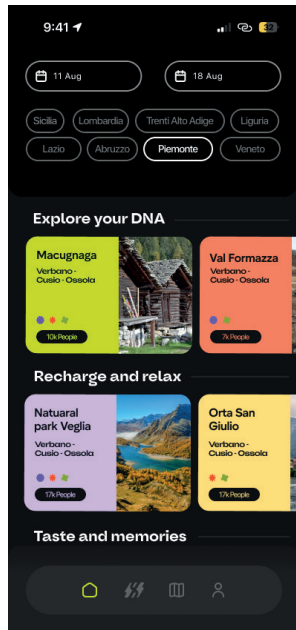 9:41
32
11 Aug
18 Aug
Sicilia
Lombardia
Trenti Alto Adige
Liguria
Lazio
Abruzzo
Piemonte
Veneto
Explore your DNA
Macugnaga
Verbano -
Cusio - Ossola
10k People
Val Formazza
Verbano -
Cusio - Ossola
7k People
Recharge and relax
Natuaral
park Veglia
Verbano -
Cusio - Ossola
17k People
Orta San
Giulio
Verbano -
Cusio - Ossola
17k People
Taste and memories